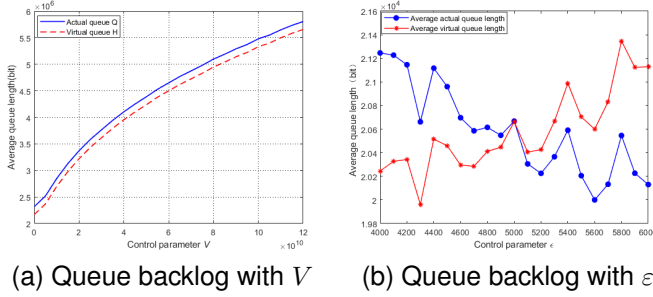 ×10⁶
6
5.5
5
4.5
4
3.5
3
2.5
2
Average queue length(bit)
Actual queue Q
Virtual queue H
0 2 4 6 8 10 12
Control parameter V
×10¹⁰
(a) Queue backlog with V
×10⁴
2.16
2.14
2.12
2.1
2.08
2.06
2.04
2.02
2
1.98
Average queue length（bit）
Average actual queue length
Average virtual queue length
4000 4200 4400 4600 4800 5000 5200 5400 5600 5800 600
Control parameter ϵ
(b) Queue backlog with ε